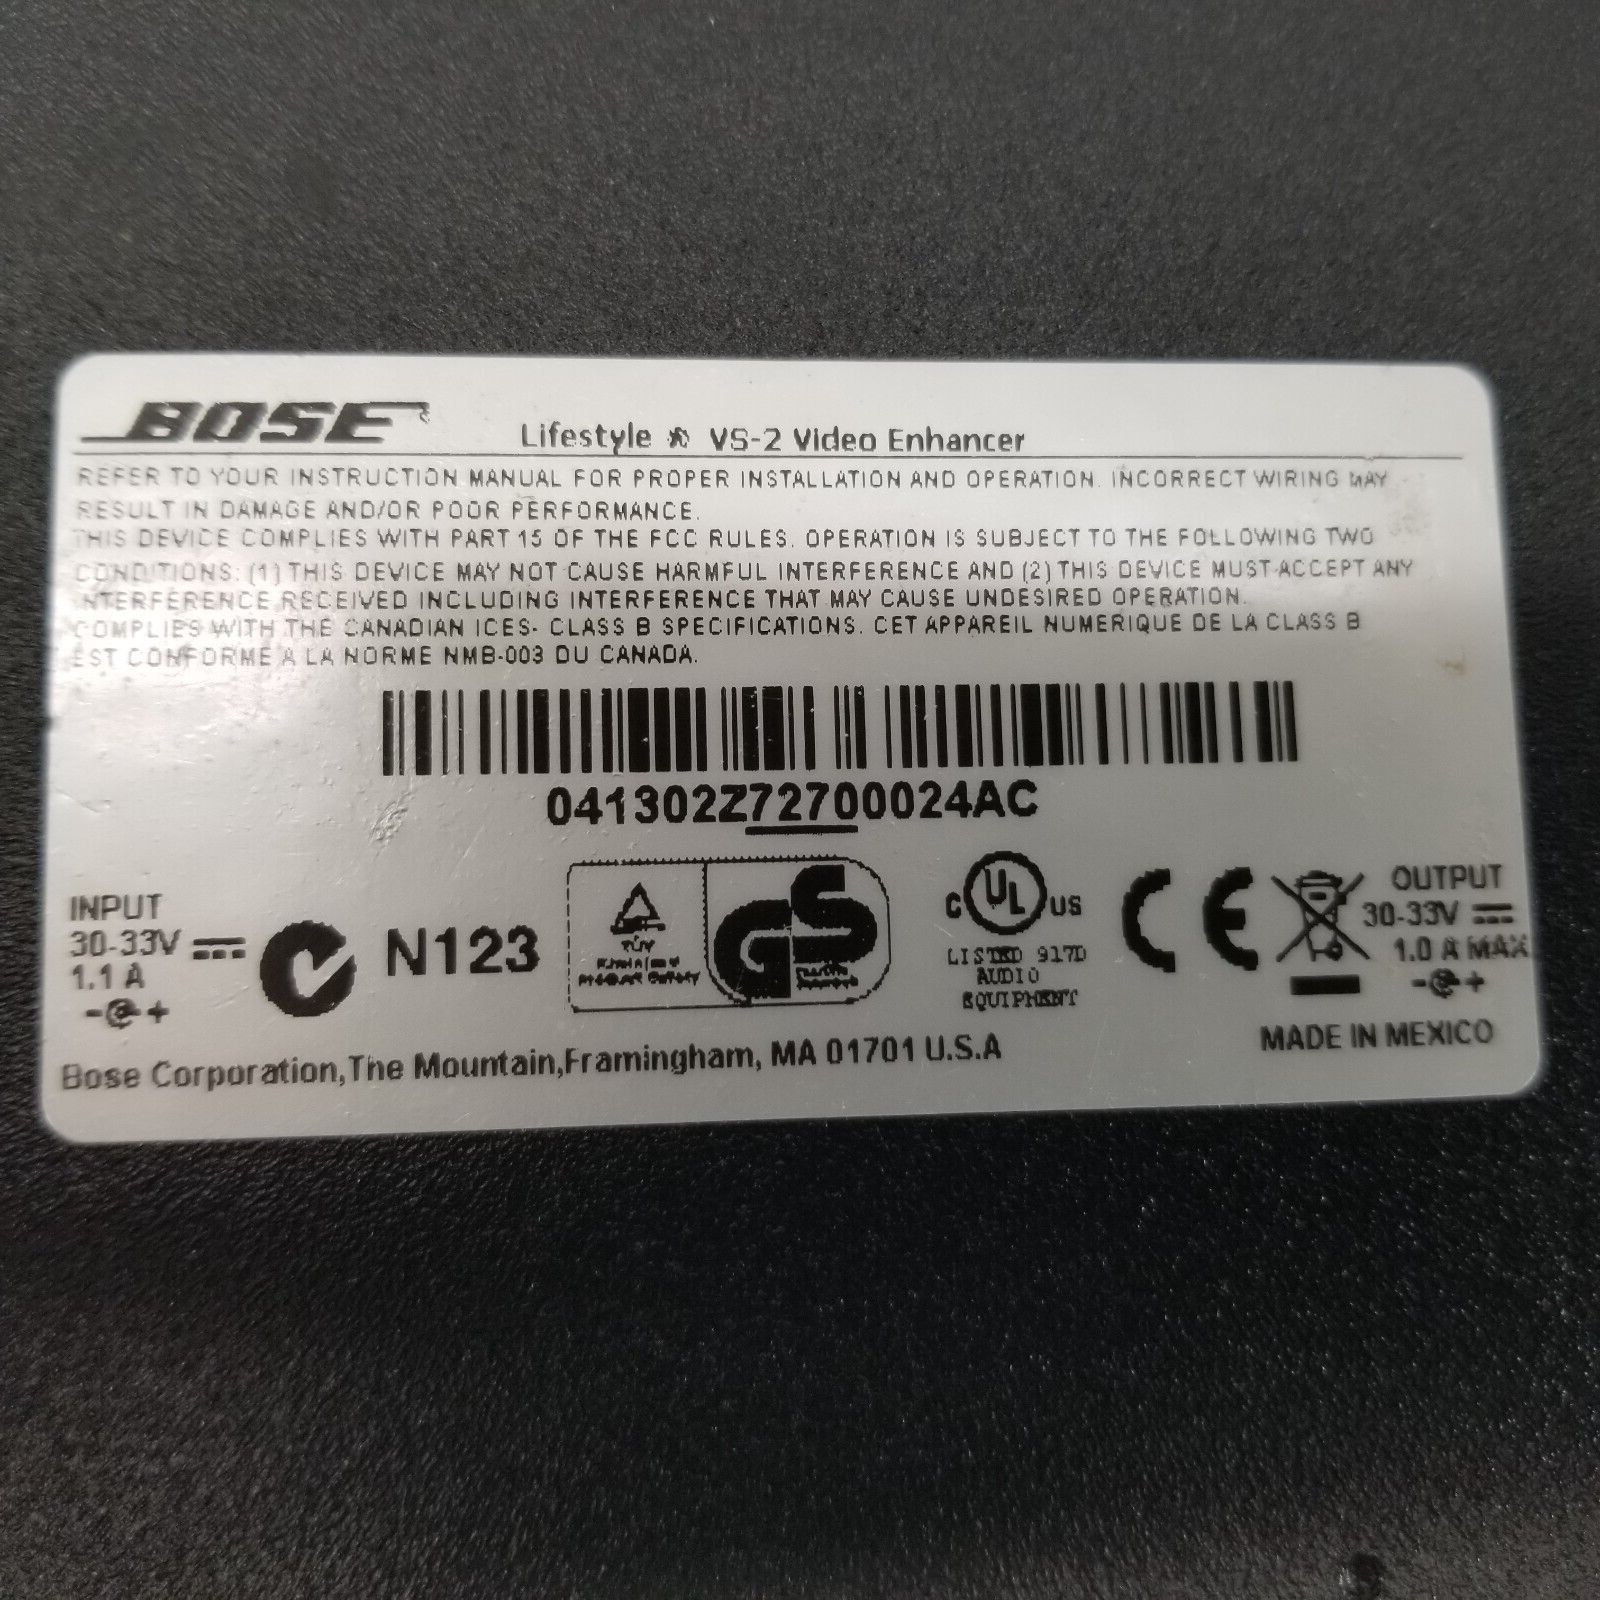 BOSE
Lifestyle ® VS-2 Video Enhancer
REFER TO YOUR INSTRUCTION MANUAL FOR PROPER INSTALLATION AND OPERATION. INCORRECT WIRING MAY
RESULT IN DAMAGE AND/OR POOR PERFORMANCE.
THIS DEVICE COMPLIES WITH PART 15 OF THE FCC RULES. OPERATION IS SUBJECT TO THE FOLLOWING TWO
CONDITIONS: (1) THIS DEVICE MAY NOT CAUSE HARMFUL INTERFERENCE AND (2) THIS DEVICE MUST ACCEPT ANY
INTERFERENCE RECEIVED INCLUDING INTERFERENCE THAT MAY CAUSE UNDESIRED OPERATION.
COMPLIES WITH THE CANADIAN ICES- CLASS B SPECIFICATIONS. CET APPAREIL NUMERIQUE DE LA CLASS B
EST CONFORME A LA NORME NMB-003 DU CANADA.
041302Z72700024AC
INPUT
30-33V
1.1 A
- +
N123
TÜV
Rheinland
Product Safety
GS
C UL US
LISTED 917D
AUDIO
EQUIPMENT
CE
OUTPUT
30-33V
1.0 A MAX
- +
MADE IN MEXICO
Bose Corporation,The Mountain,Framingham, MA 01701 U.S.A